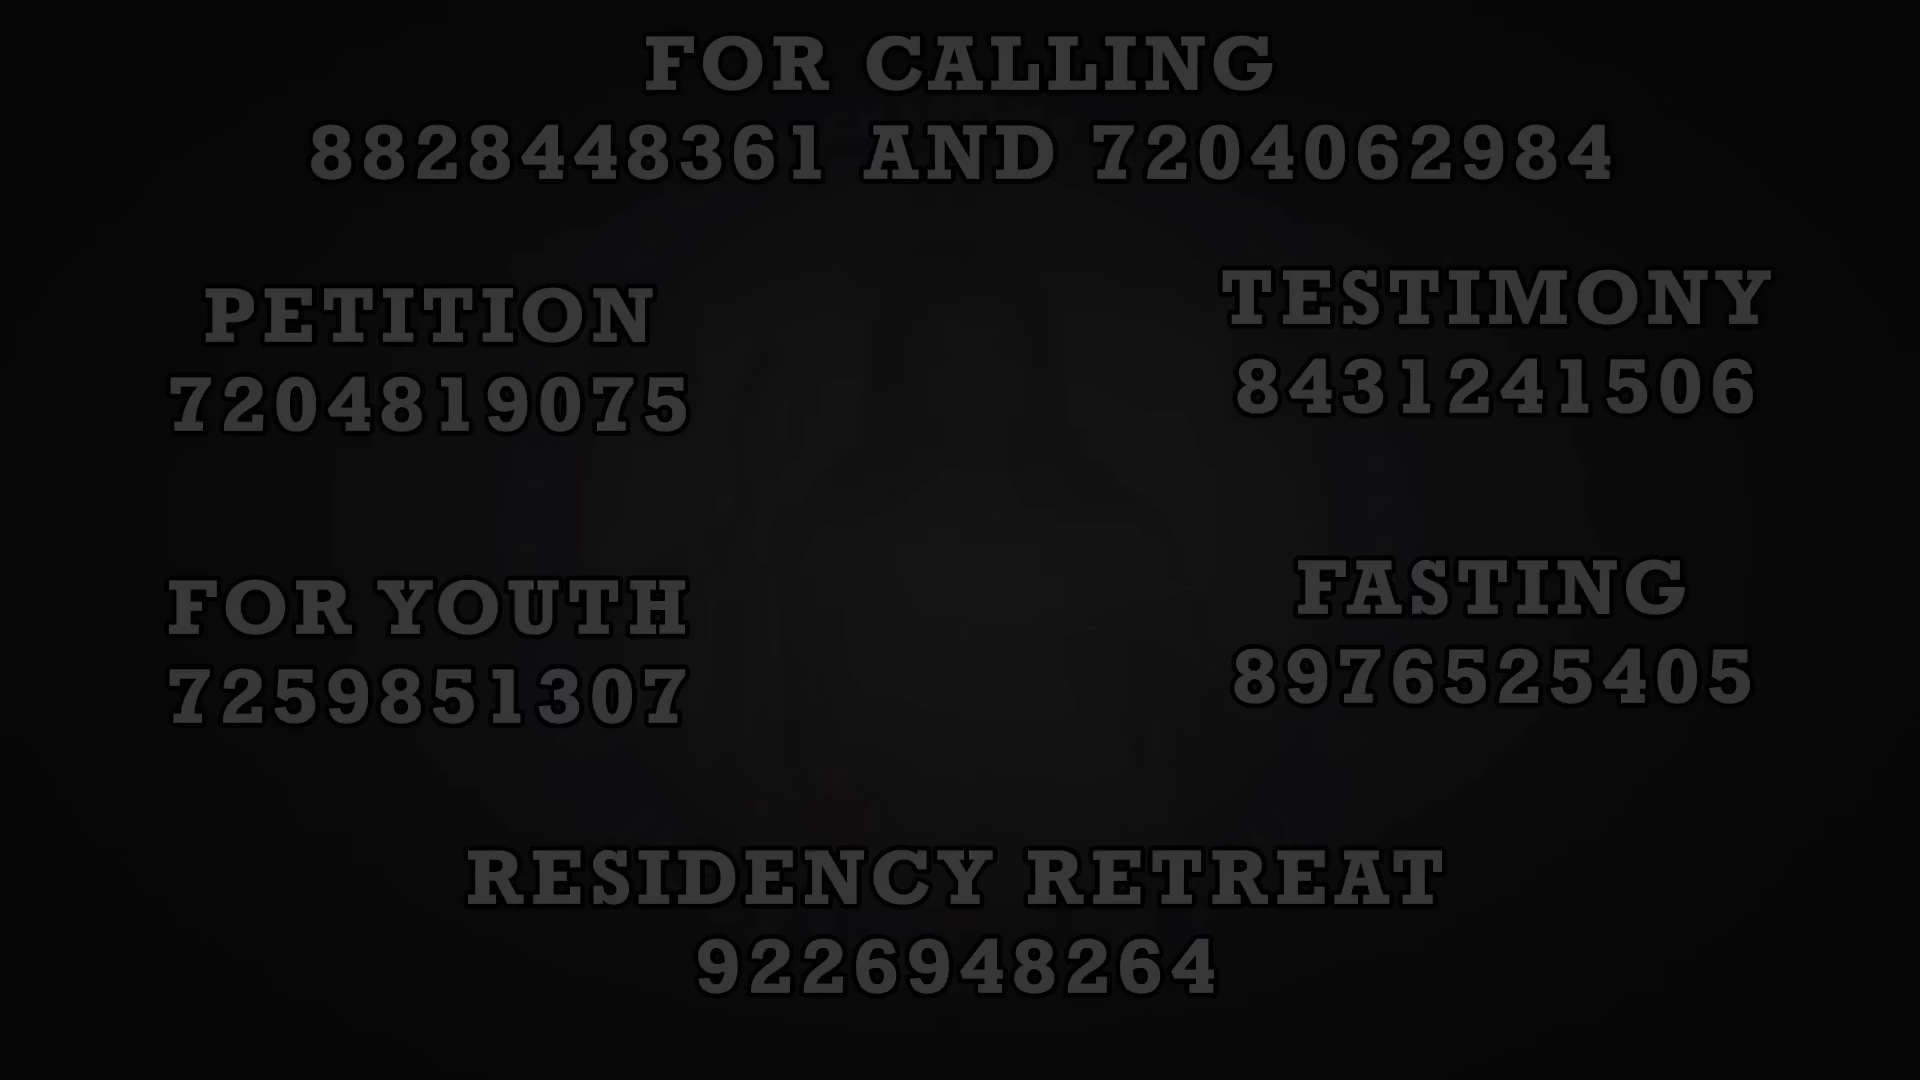 FOR CALLING
8828448361 AND 7204062984
PETITION
7204819075
TESTIMONY
8431241506
FOR YOUTH
7259851307
FASTING
8976525405
RESIDENCY RETREAT
9226948264